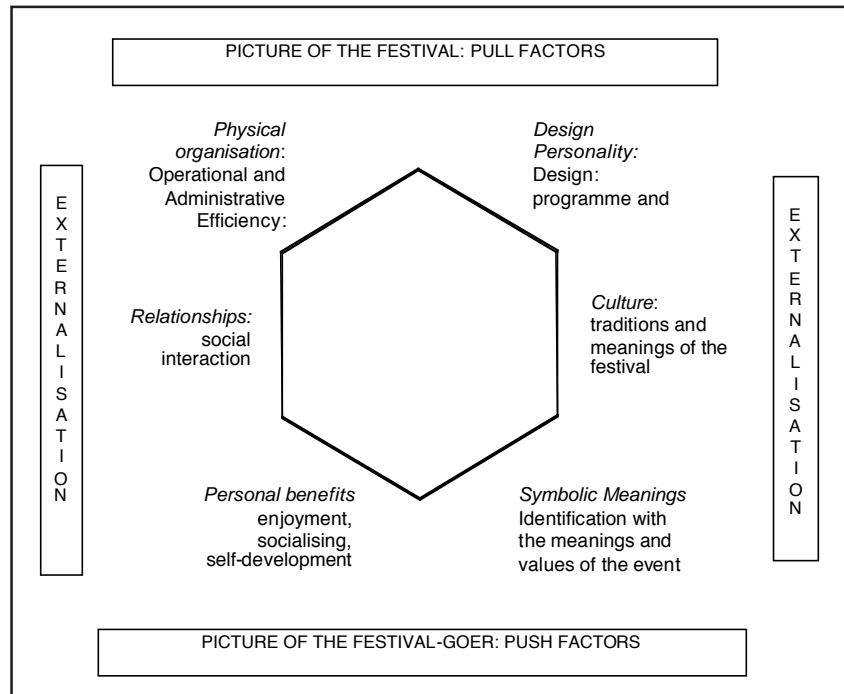 PICTURE OF THE FESTIVAL: PULL FACTORS
Physical
organisation:
Operational and
Administrative
Efficiency:
Design
Personality:
Design:
programme and
EXTERNALISATION
Relationships:
social
interaction
Culture:
traditions and
meanings of the
festival
EXTERNALISATION
Personal benefits
enjoyment,
socialising,
self-development
Symbolic Meanings
Identification with
the meanings and
values of the event
PICTURE OF THE FESTIVAL-GOER: PUSH FACTORS